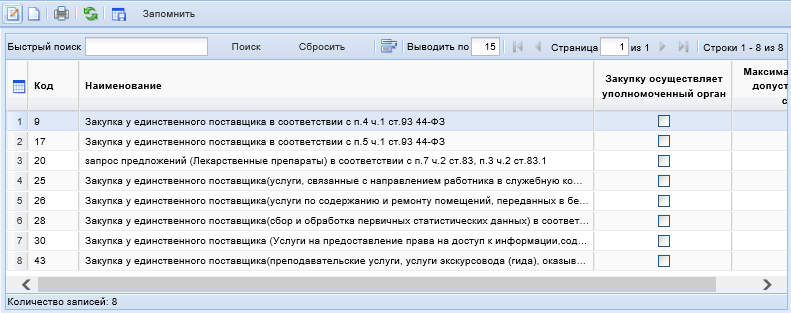 Запомнить
Быстрый поиск Поиск Сбросить Выводить по 15 Страница 1 из 1 Строки 1 - 8 из 8
Код Наименование Закупку осуществляет уполномоченный орган Максима допуст с
1 9 Закупка у единственного поставщика в соответствии с п.4 ч.1 ст.93 44-ФЗ
2 17 Закупка у единственного поставщика в соответствии с п.5 ч.1 ст.93 44-ФЗ
3 20 запрос предложений (Лекарственные препараты) в соответствии с п.7 ч.2 ст.83, п.3 ч.2 ст.83.1
4 25 Закупка у единственного поставщика(услуги, связанные с направлением работника в служебную ко...
5 26 Закупка у единственного поставщика(услуги по содержанию и ремонту помещений, переданных в бе...
6 28 Закупка у единственного поставщика(сбор и обработка первичных статистических данных) в соответ...
7 30 Закупка у единственного поставщика (Услуги на предоставление права на доступ к информации,сод...
8 43 Закупка у единственного поставщика(преподавательские услуги, услуги экскурсовода (гида), оказыв...
Количество записей: 8